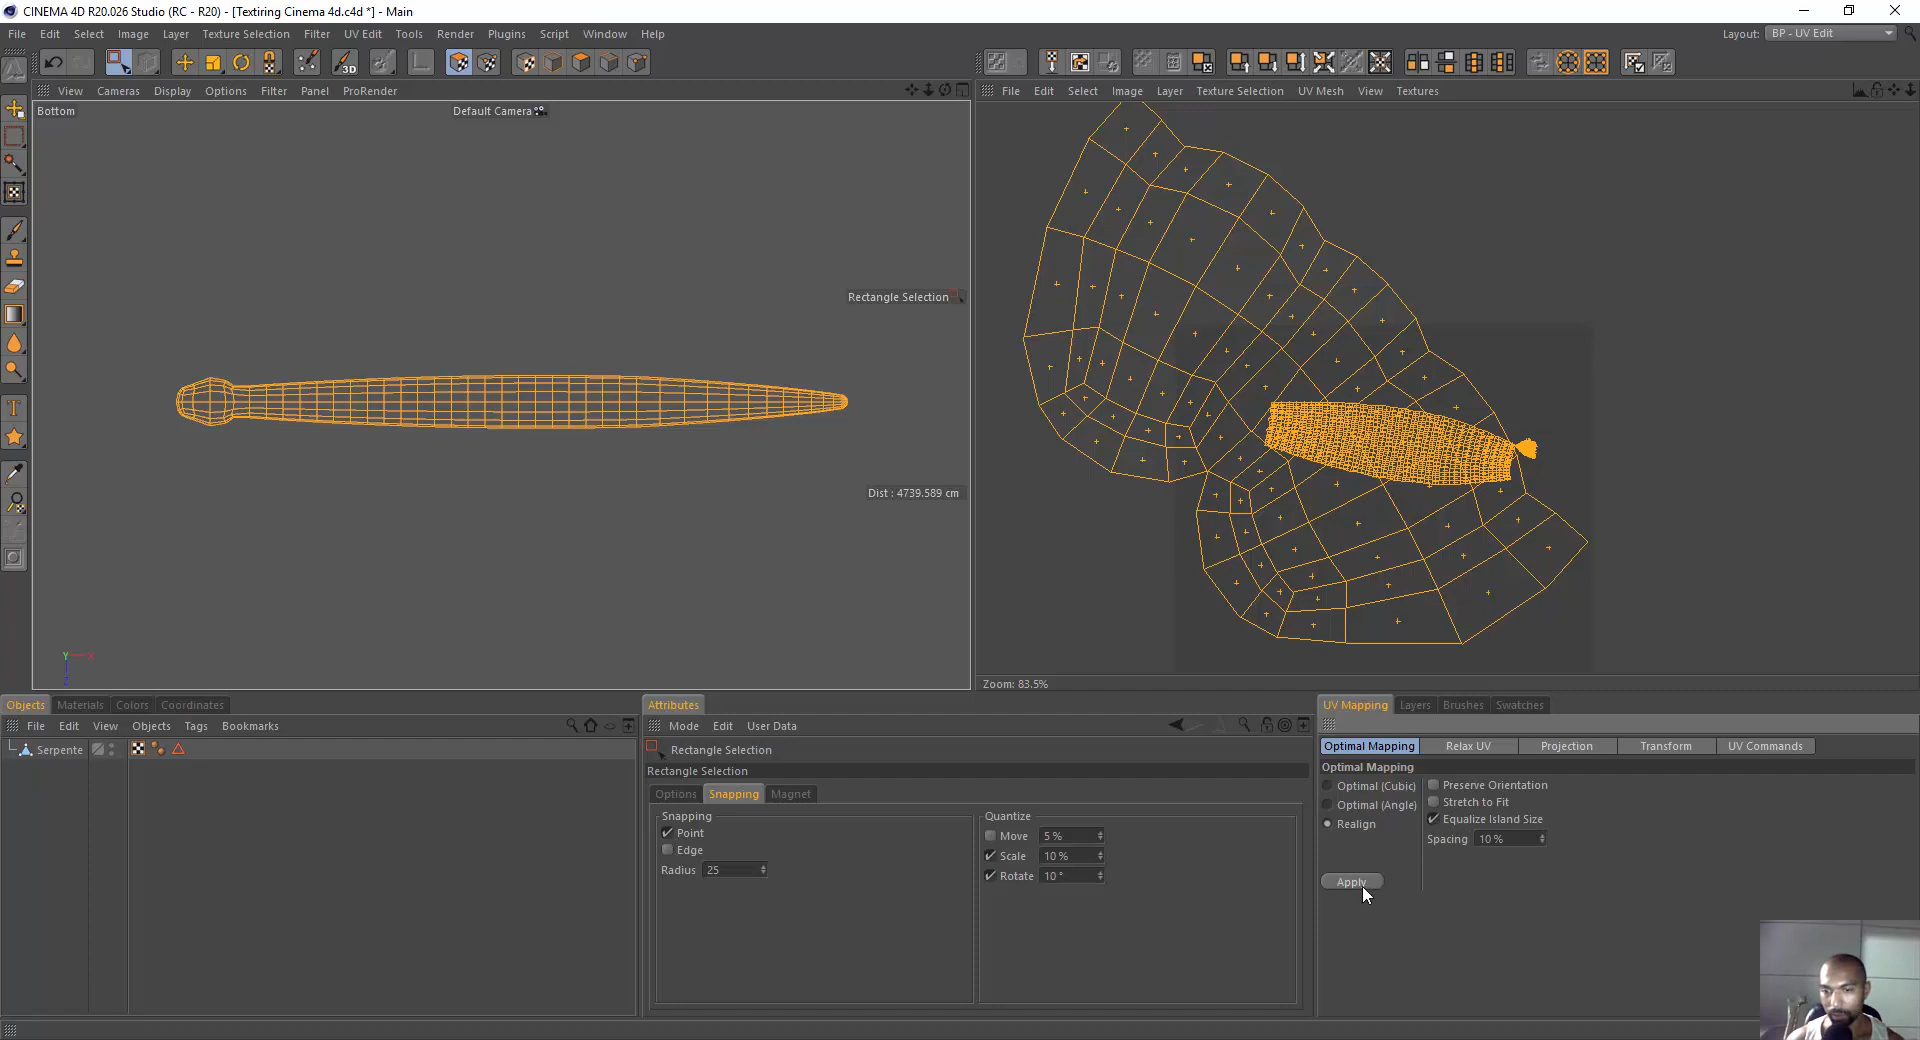 CINEMA 4D R20.026 Studio (RC - R20) - [Textiring Cinema 4d.c4d *] - Main
File Edit Select Image Layer Texture Selection Filter UV Edit Tools Render Plugins Script Window Help
Layout: BP - UV Edit
3D
View Cameras Display Options Filter Panel ProRender
File Edit Select Image Layer Texture Selection UV Mesh View Textures
Bottom
Default Camera
Rectangle Selection
Dist : 4739.589 cm
Y X
Z
Zoom: 83.5%
Objects Materials Colors Coordinates
File Edit View Objects Tags Bookmarks
Serpente
Attributes
Mode Edit User Data
Rectangle Selection
Rectangle Selection
Options Snapping Magnet
Snapping
Point
Edge
Radius 25
Quantize
Move 5 %
Scale 10 %
Rotate 10 °
UV Mapping Layers Brushes Swatches
Optimal Mapping Relax UV Projection Transform UV Commands
Optimal Mapping
Optimal (Cubic)
Optimal (Angle)
Realign
Preserve Orientation
Stretch to Fit
Equalize Island Size
Spacing 10 %
Apply